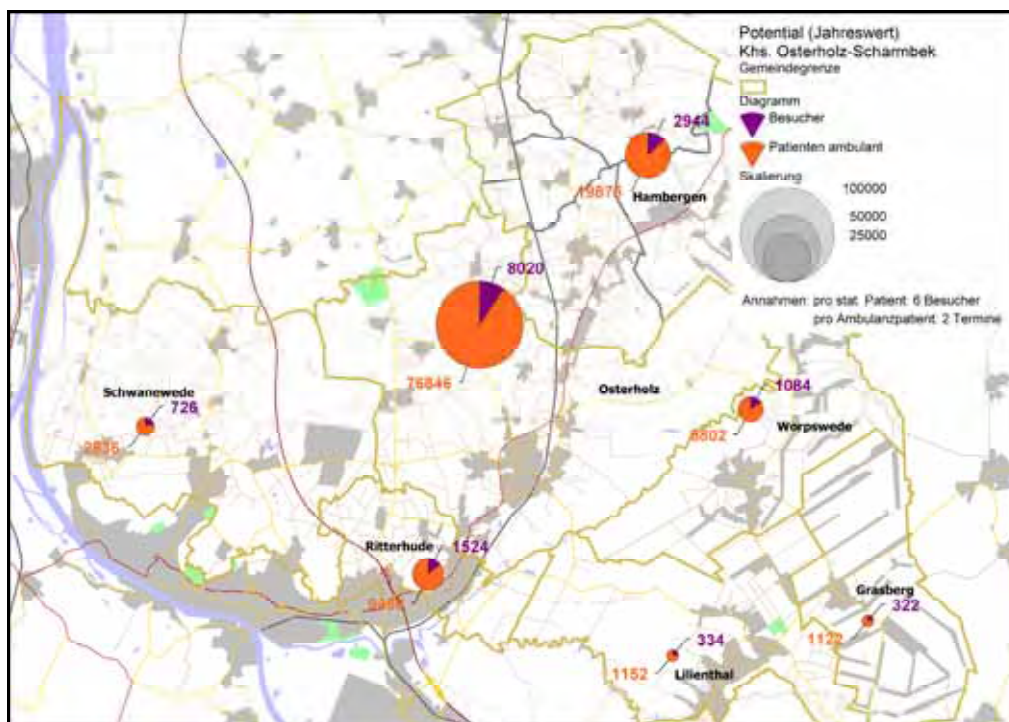 Potential (Jahreswert)
Khs. Osterholz-Scharmbek
Gemeindegrenze
Diagramm
Besucher
Patienten ambulant
Skalierung
100000
50000
25000
Annahmen: pro stat. Patient 6 Besucher
pro Ambulanzpatient 2 Termine
2944
19876
Hambergen
8020
76846
Osterholz
Schwanewede
726
1084
Worpswede
Ritterhude
1524
Grasberg
322
1122
334
1152
Lilienthal